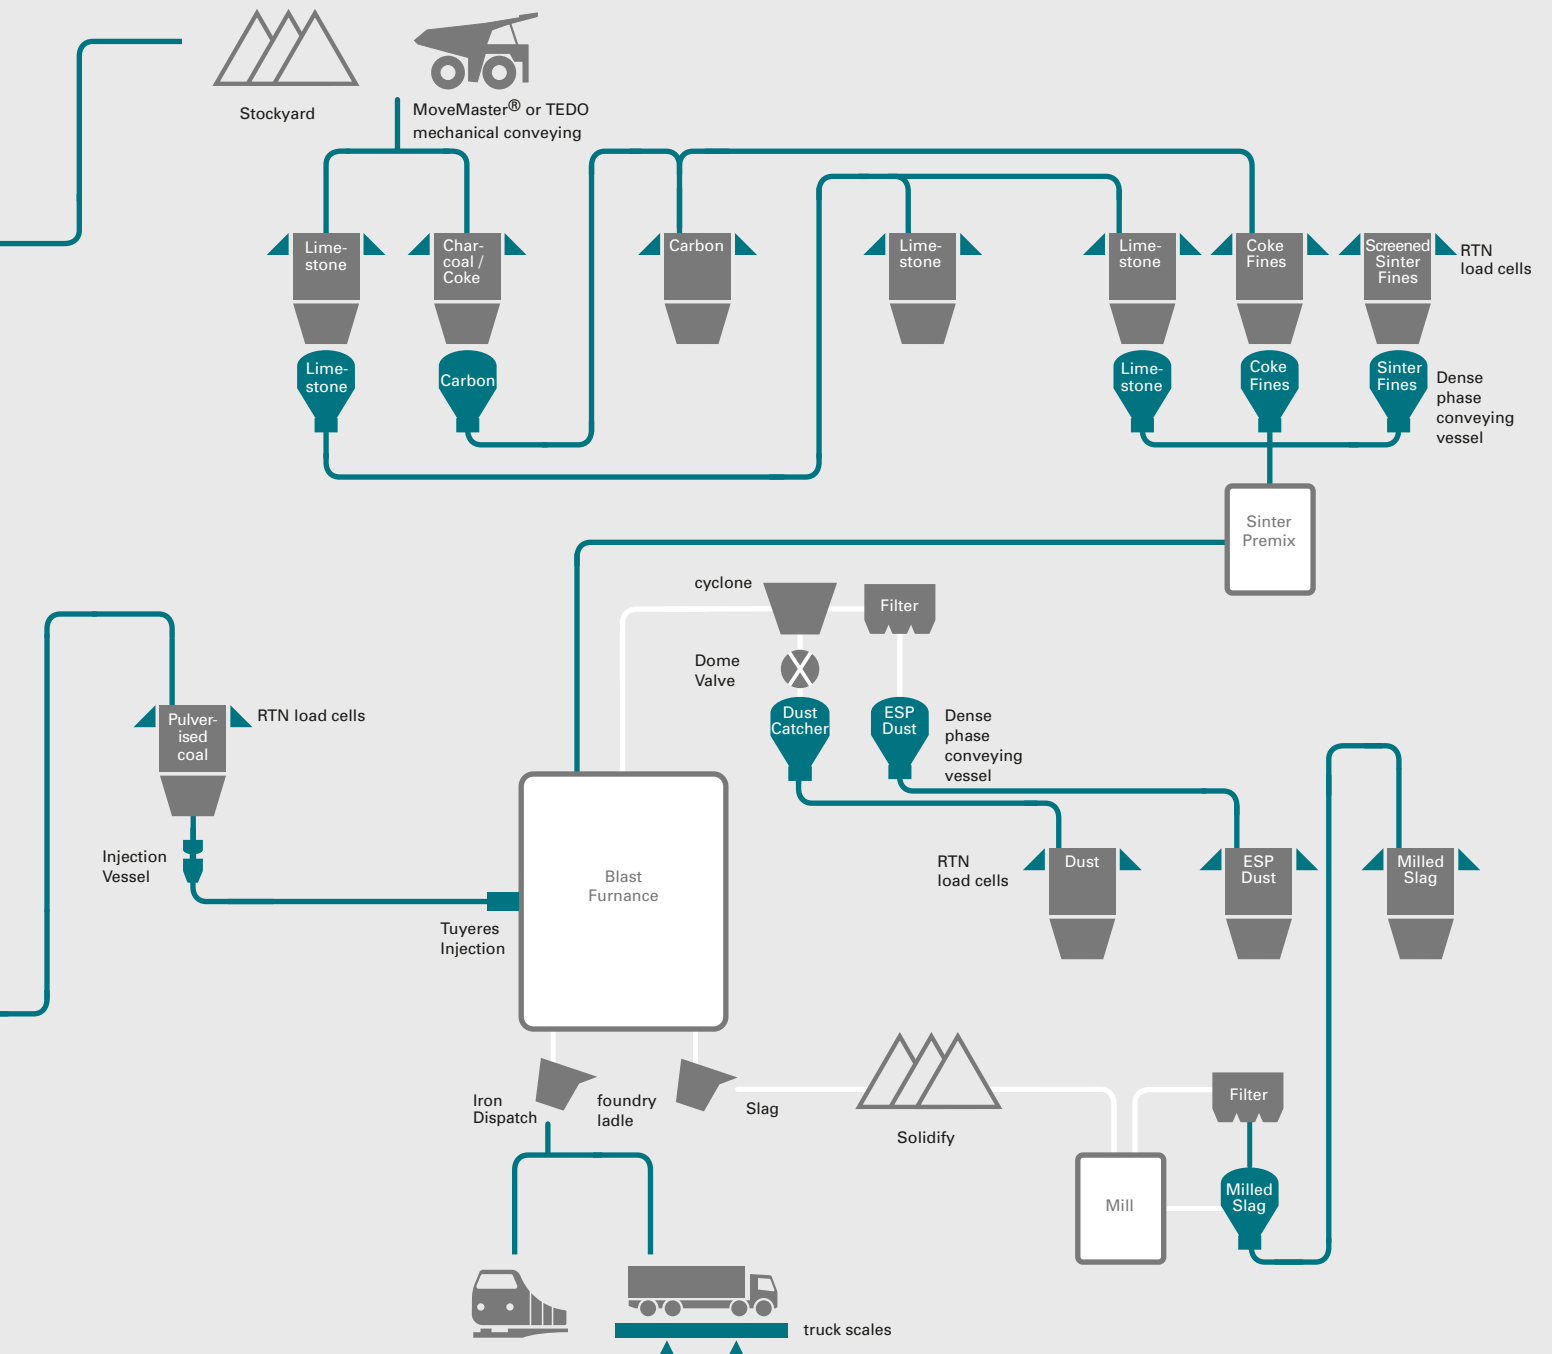 Stockyard
MoveMaster® or TEDO
mechanical conveying
Lime-
stone
Char-
coal /
Coke
Carbon
Lime-
stone
Lime-
stone
Coke
Fines
Screened
Sinter
Fines
RTN
load cells
Lime-
stone
Carbon
Lime-
stone
Coke
Fines
Sinter
Fines
Dense
phase
conveying
vessel
Sinter
Premix
cyclone
Filter
Dome
Valve
Dust
Catcher
ESP
Dust
Dense
phase
conveying
vessel
Pulver-
ised
coal
RTN load cells
Injection
Vessel
Tuyeres
Injection
Blast
Furnance
RTN
load cells
Dust
ESP
Dust
Milled
Slag
Iron
Dispatch
foundry
ladle
Slag
Solidify
Filter
Mill
Milled
Slag
truck scales